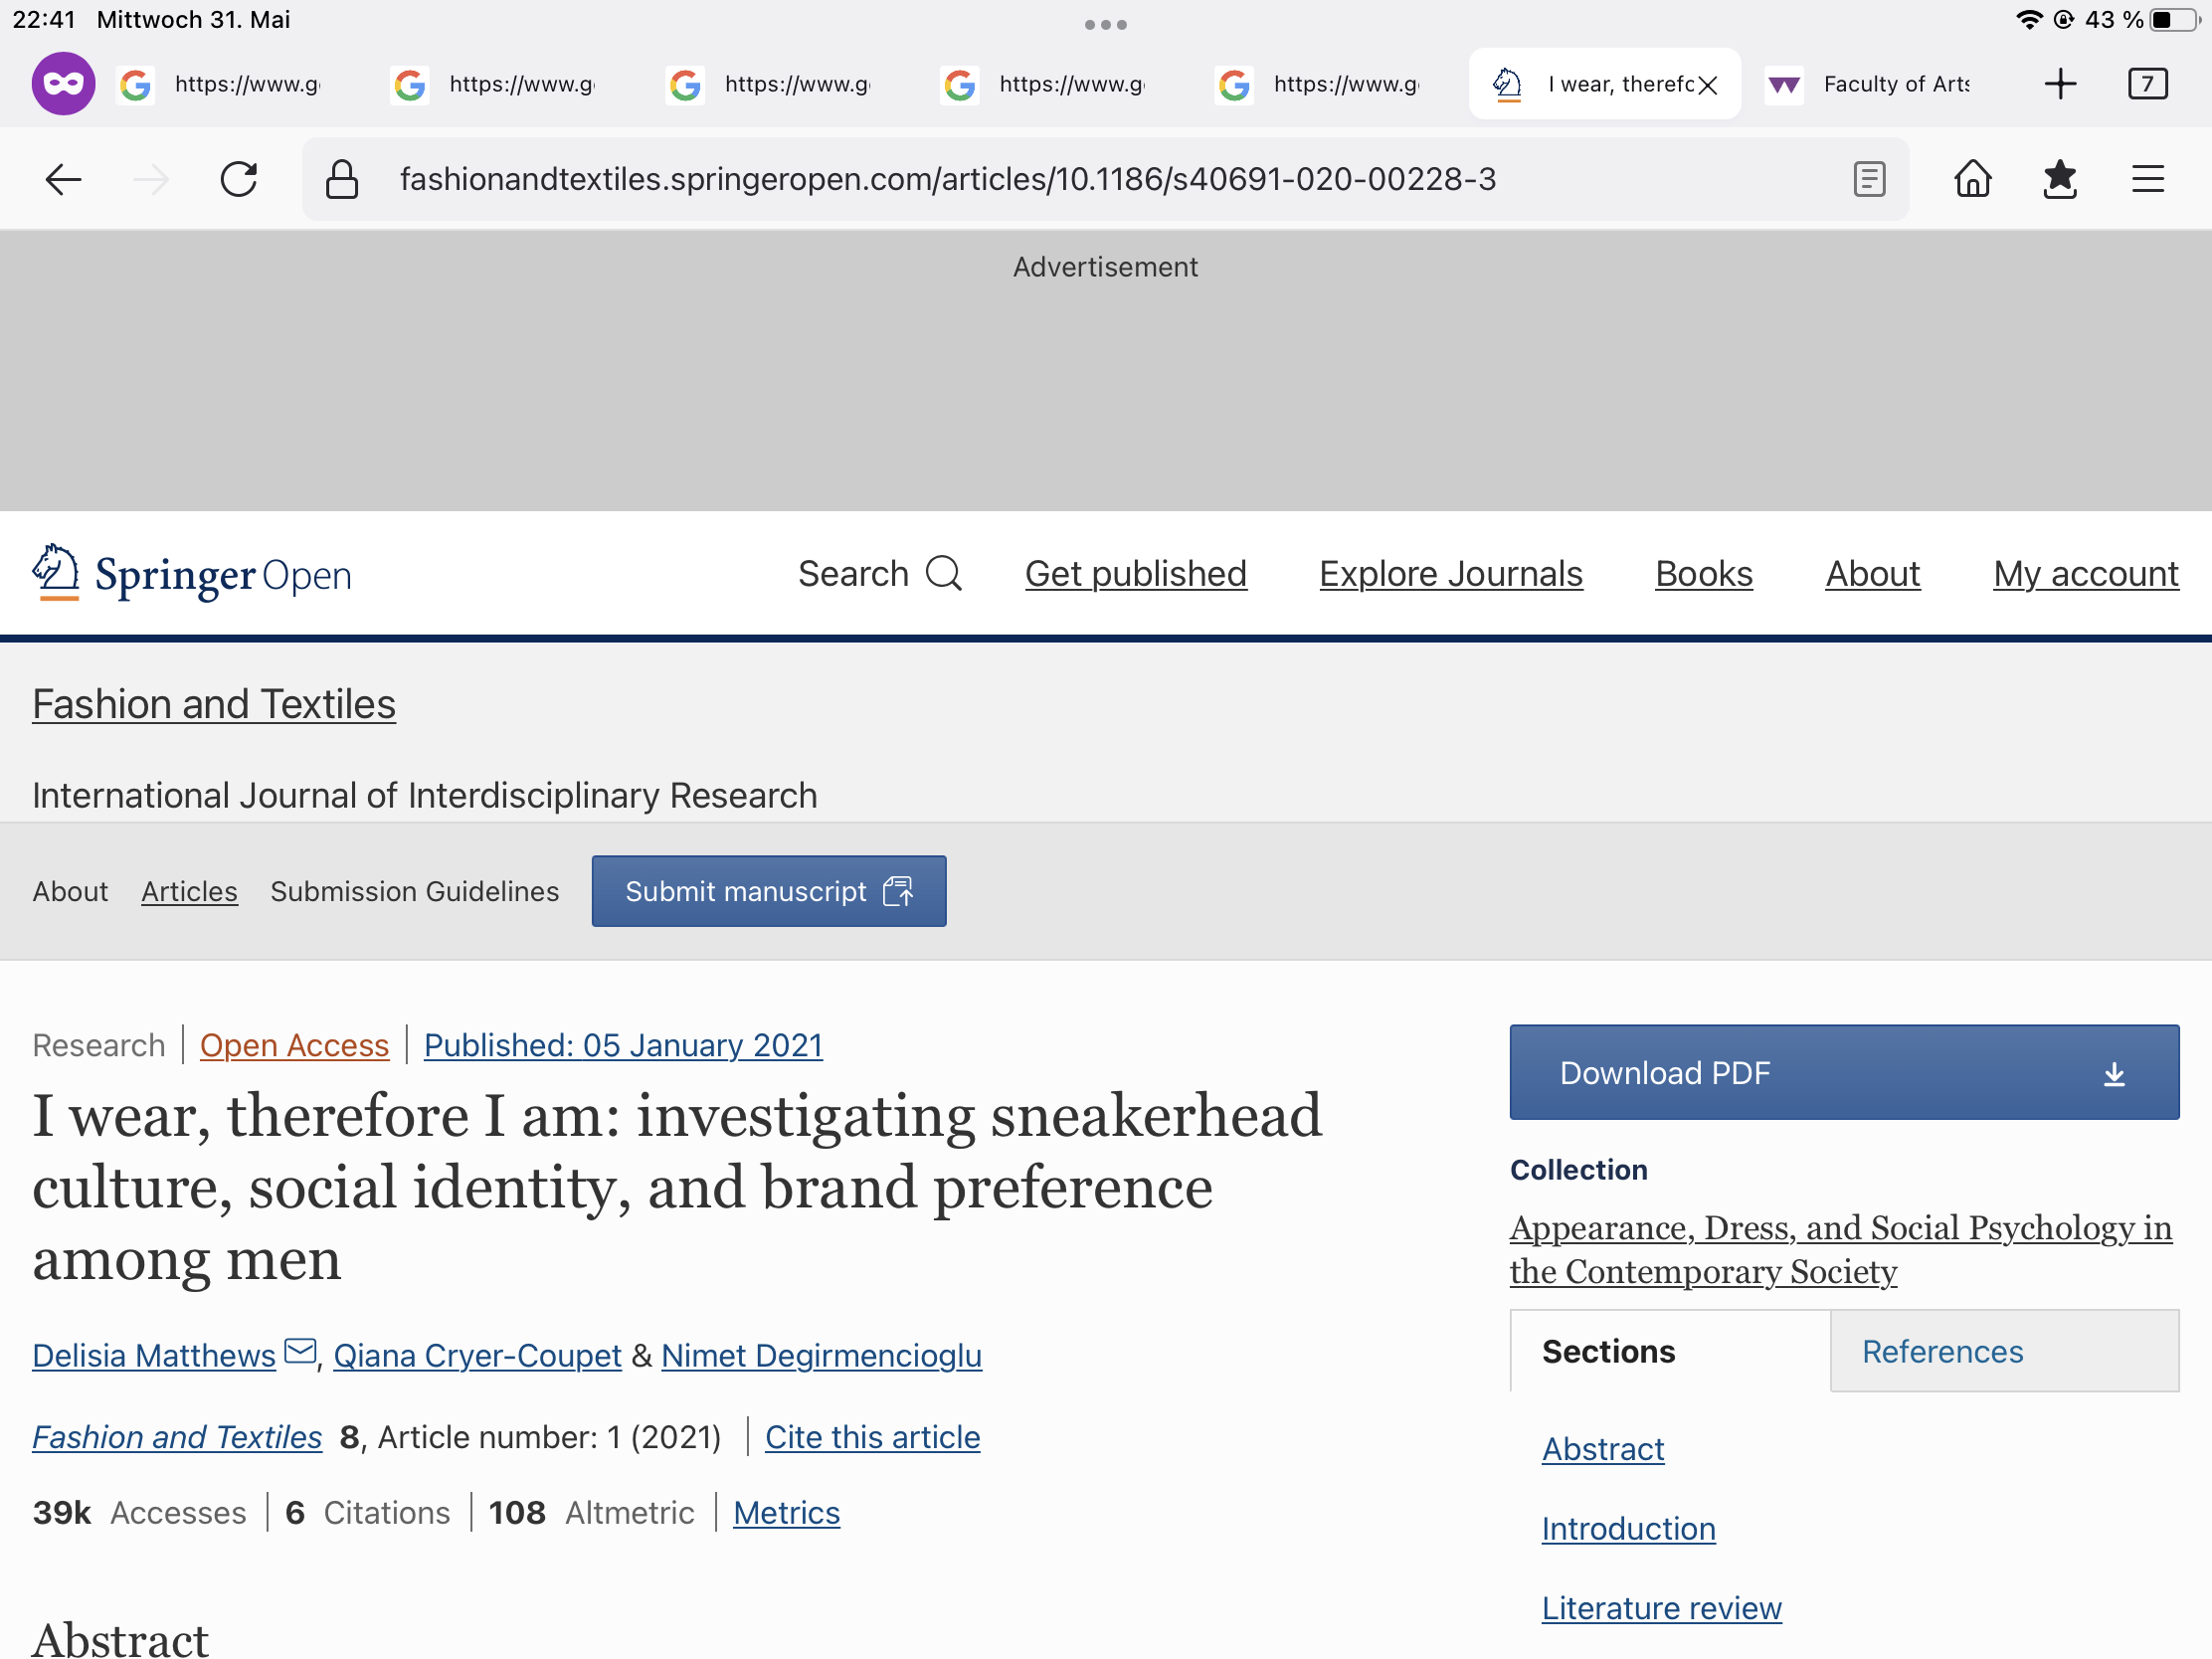 22:41 Mittwoch 31. Mai
43 %
https://www.g
https://www.g
https://www.g
https://www.g
https://www.g
I wear, therefo
Faculty of Arts
7
fashionandtextiles.springeropen.com/articles/10.1186/s40691-020-00228-3
Advertisement
Springer Open
Search
Get published
Explore Journals
Books
About
My account
Fashion and Textiles
International Journal of Interdisciplinary Research
About
Articles
Submission Guidelines
Submit manuscript
Research
Open Access
Published: 05 January 2021
I wear, therefore I am: investigating sneakerhead
culture, social identity, and brand preference
among men
Delisia Matthews, Qiana Cryer-Coupet & Nimet Degirmencioglu
Fashion and Textiles 8, Article number: 1 (2021)
Cite this article
39k Accesses
6 Citations
108 Altmetric
Metrics
Abstract
Download PDF
Collection
Appearance, Dress, and Social Psychology in
the Contemporary Society
Sections
References
Abstract
Introduction
Literature review